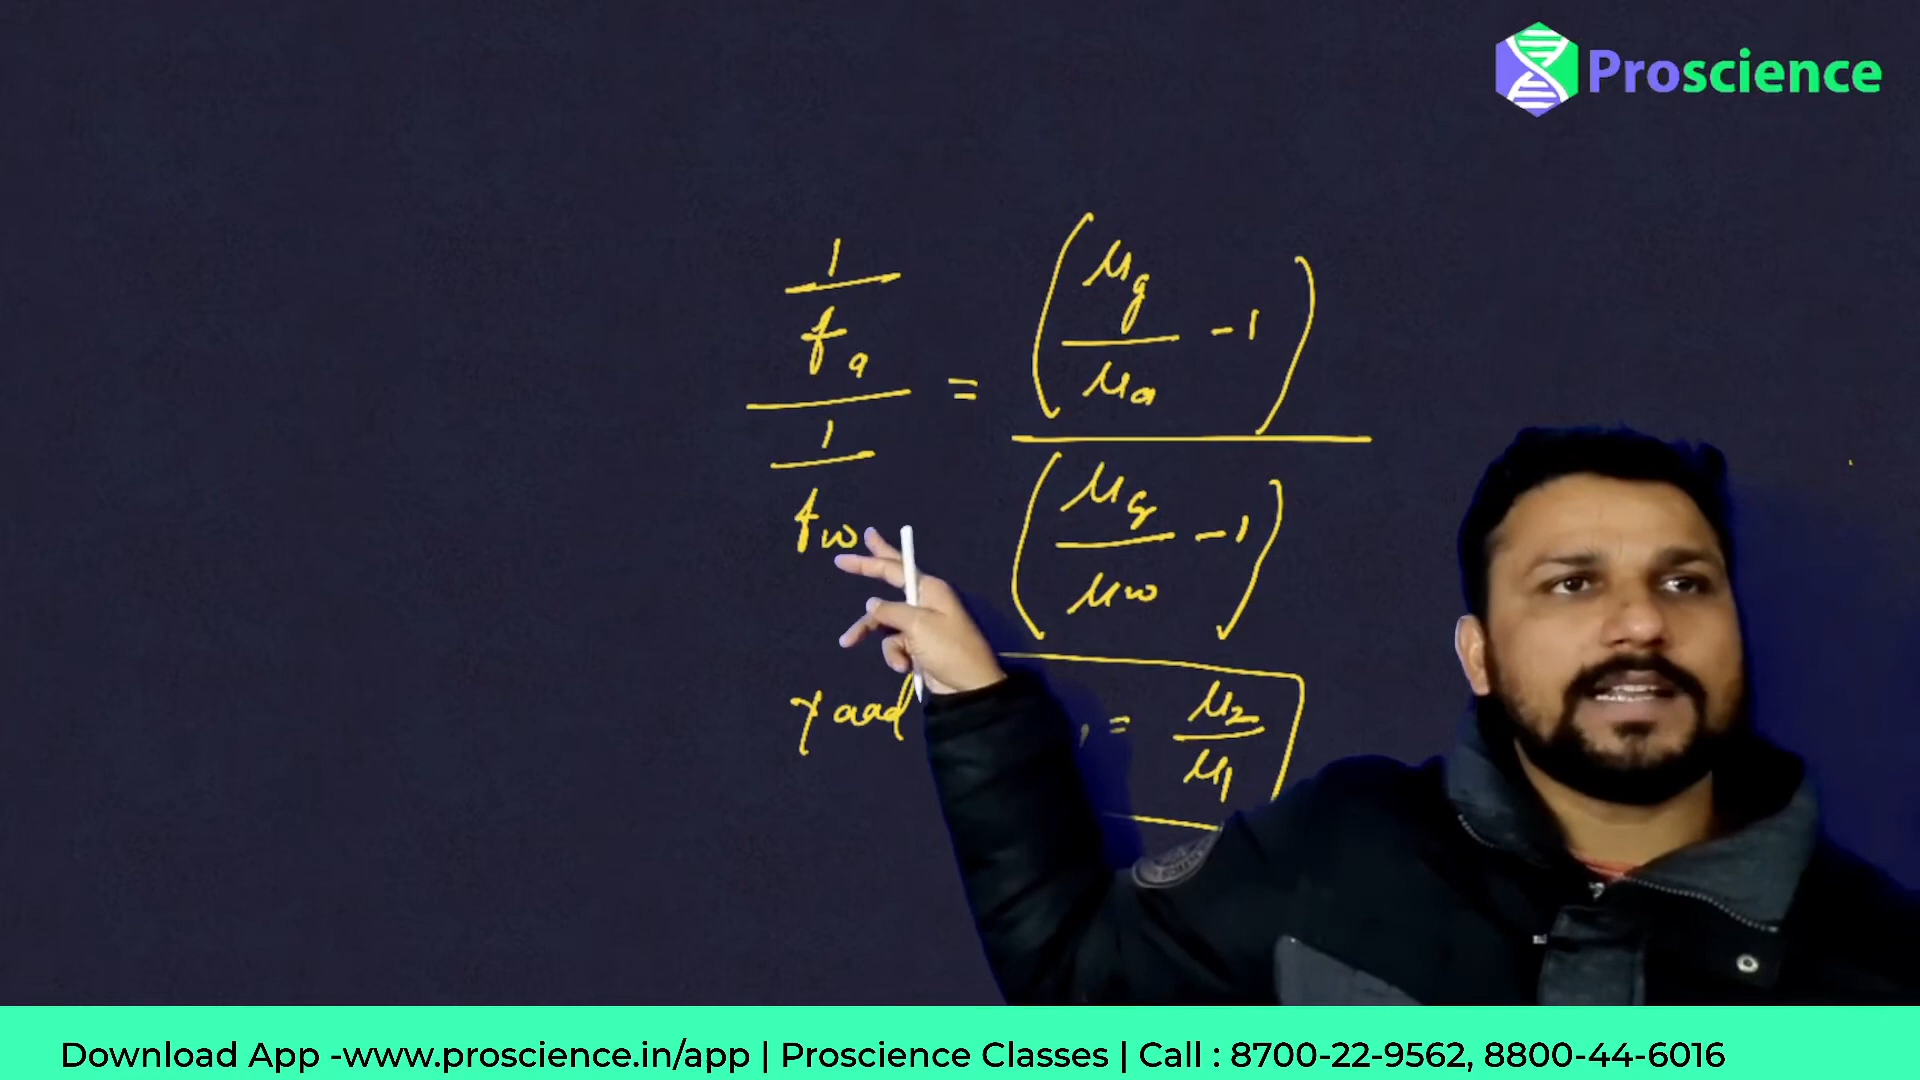 Proscience
1/fa / 1/fw = (μg/μa - 1) / (μg/μw - 1)
yaad = μ2/μ1
Download App -www.proscience.in/app | Proscience Classes | Call : 8700-22-9562, 8800-44-6016